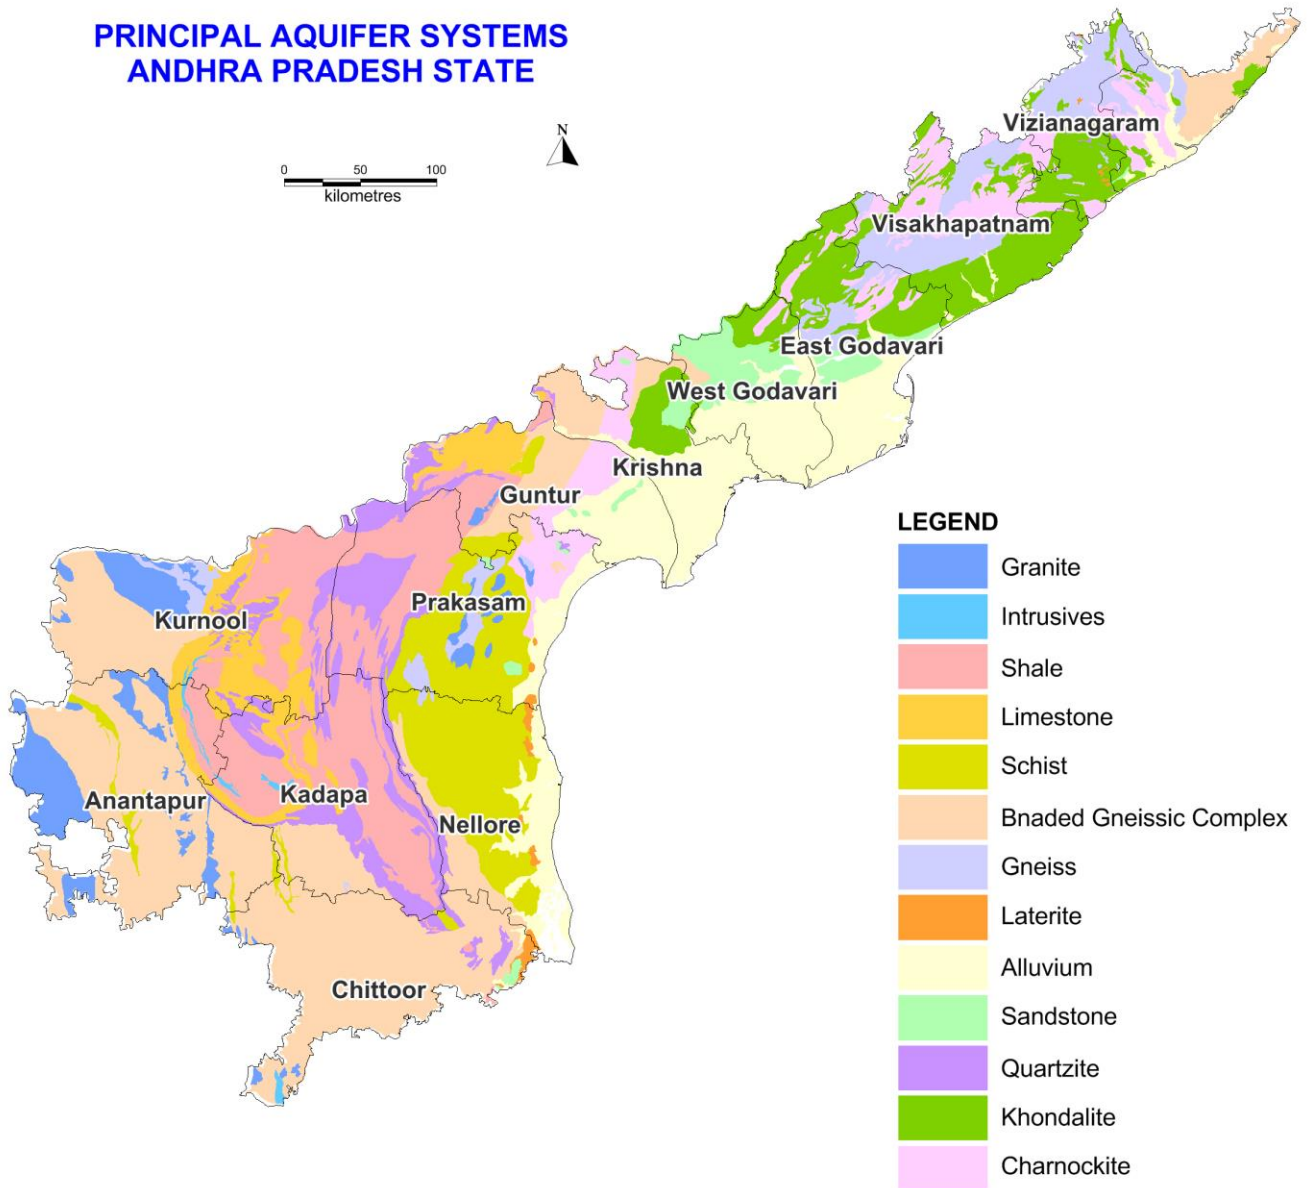 PRINCIPAL AQUIFER SYSTEMS
ANDHRA PRADESH STATE
N
0 50 100
kilometres
Vizianagaram
Visakhapatnam
East Godavari
West Godavari
Krishna
Guntur
Prakasam
Kurnool
Anantapur
Kadapa
Nellore
Chittoor
LEGEND
Granite
Intrusives
Shale
Limestone
Schist
Bnaded Gneissic Complex
Gneiss
Laterite
Alluvium
Sandstone
Quartzite
Khondalite
Charnockite